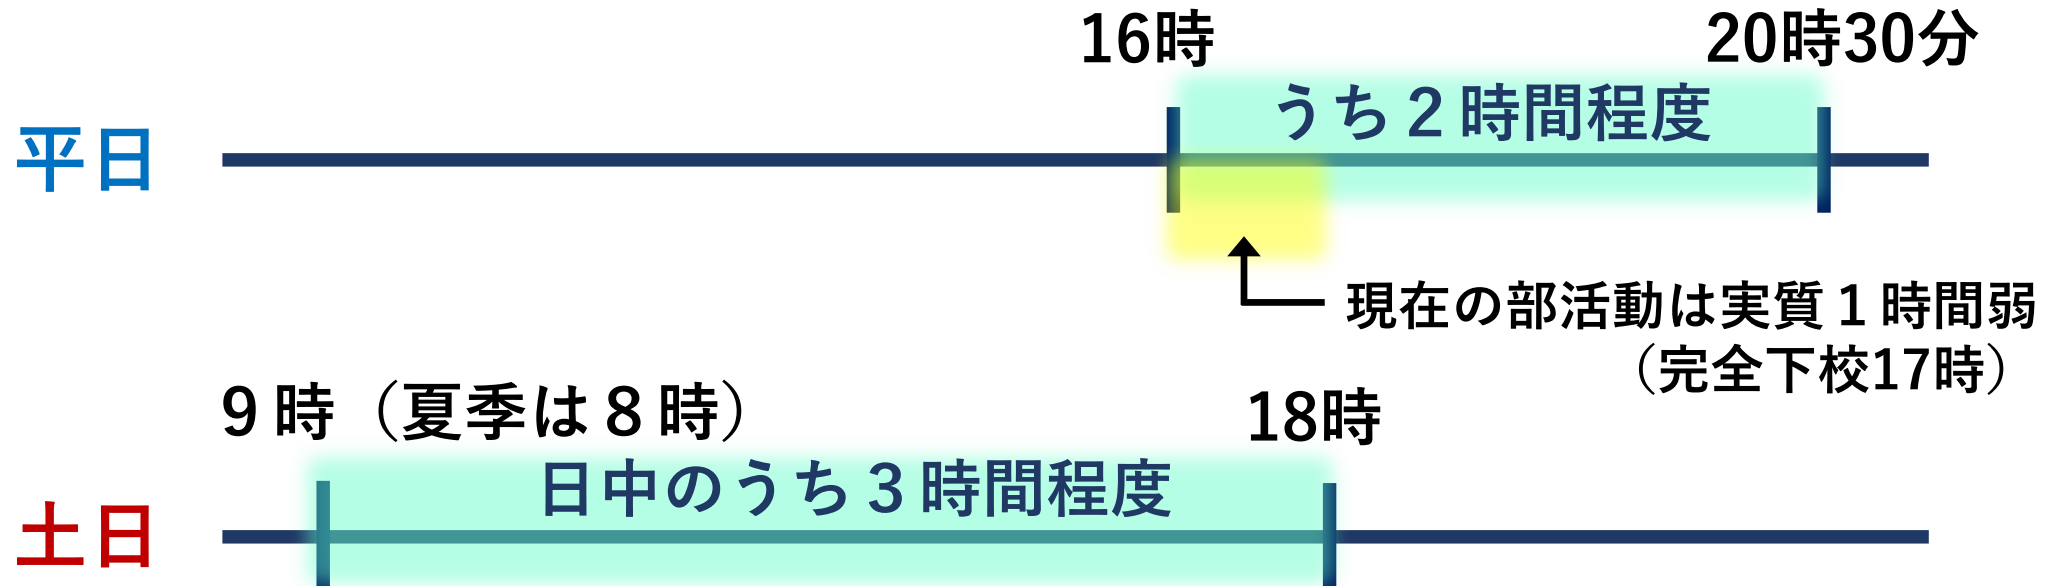 16時
20時30分
うち２時間程度
平日
現在の部活動は実質１時間弱
（完全下校17時）
９時（夏季は８時）
18時
日中のうち３時間程度
土日